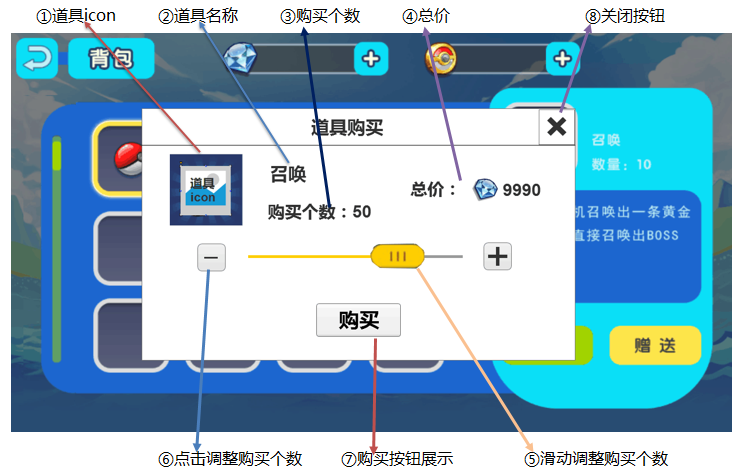 ①道具icon
②道具名称
③购买个数
④总价
⑧关闭按钮
背包
道具购买
召唤
数量：10
道具
icon
召唤
总价：
9990
购买个数：50
机召唤出一条黄金
直接召唤出BOSS
购买
赠 送
⑥点击调整购买个数
⑦购买按钮展示
⑤滑动调整购买个数